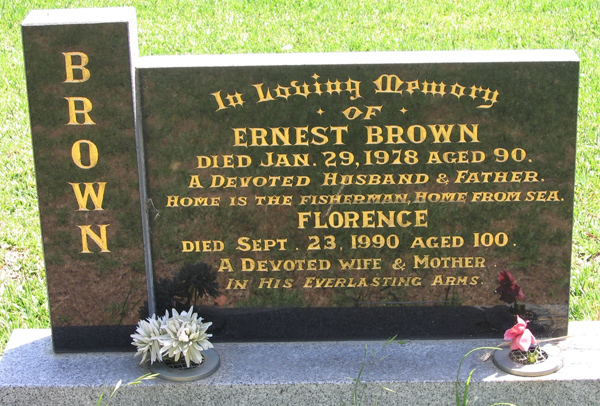 BROWN
In Loving Memory
· OF ·
ERNEST BROWN
DIED JAN. 29, 1978 AGED 90.
A DEVOTED HUSBAND & FATHER.
HOME IS THE FISHERMAN, HOME FROM SEA.
FLORENCE
DIED SEPT. 23, 1990 AGED 100.
A DEVOTED WIFE & MOTHER.
IN HIS EVERLASTING ARMS.